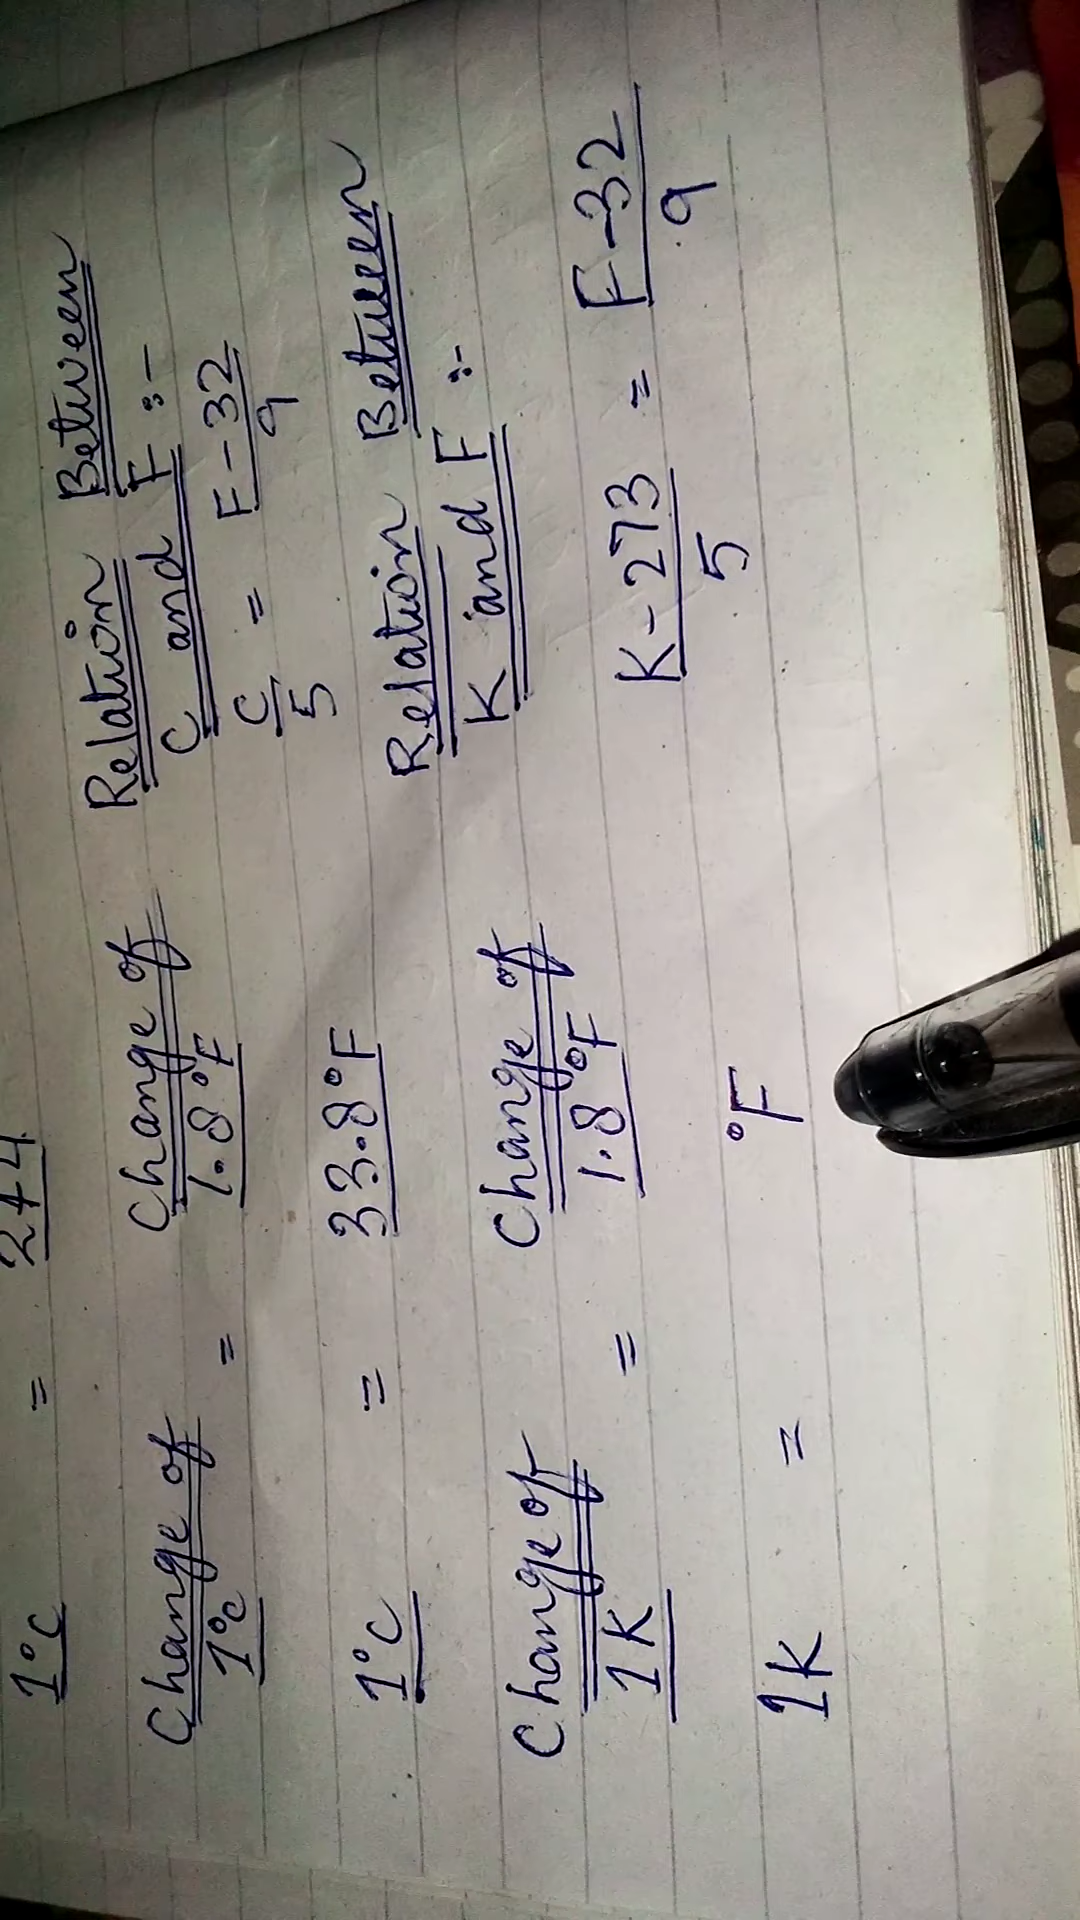 1°C = 274
Change of = Change of
1°C 1.8°F
1°C = 33.8°F
Change of = Change of
1K 1.8°F
1K = °F
Relation Between
C and F :-
C/5 = F-32/9
Relation Between
K and F :-
K-273/5 = F-32/9